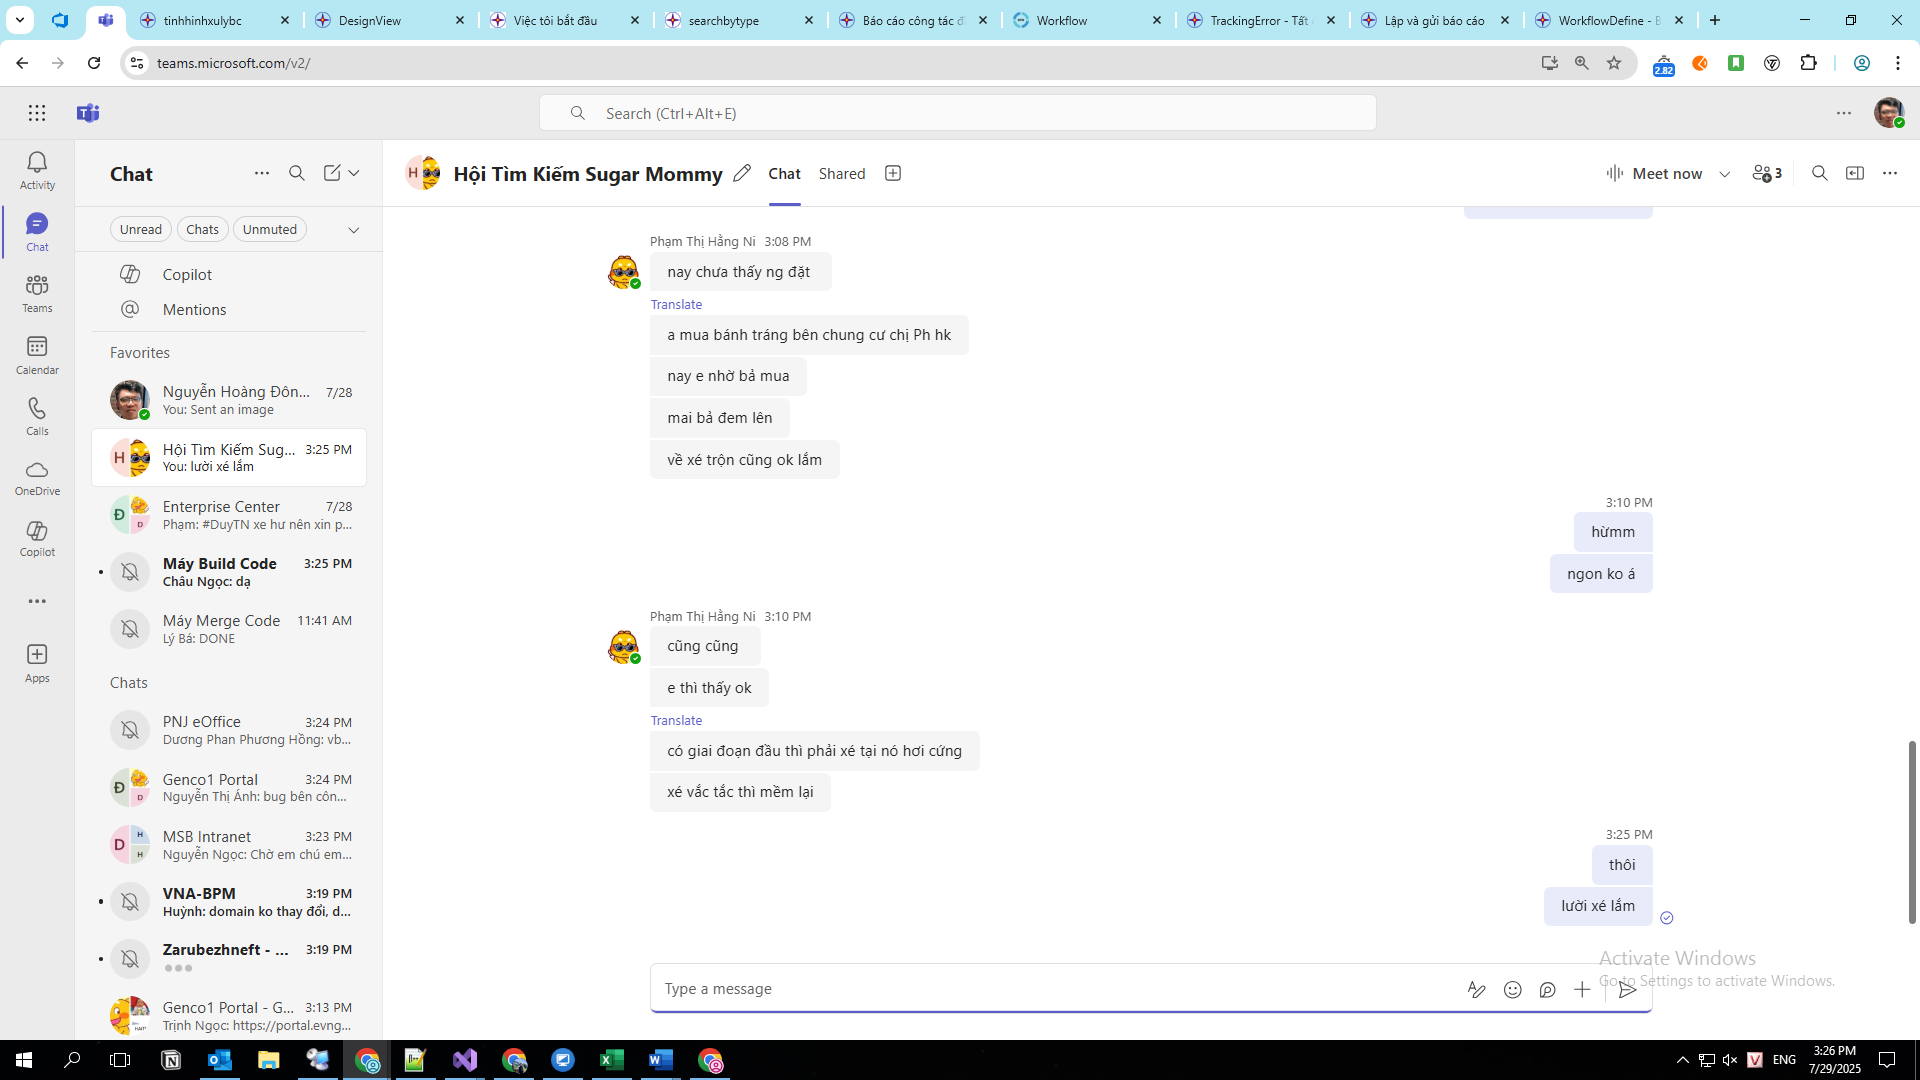 tinhhinhxulybc
DesignView
Việc tôi bắt đầu
searchbytype
Báo cáo công tác đ
Workflow
TrackingError - Tất
Lập và gửi báo cáo
WorkflowDefine - B
teams.microsoft.com/v2/
2.82
Search (Ctrl+Alt+E)
Activity
Chat
Teams
Calendar
Calls
OneDrive
Copilot
Apps
Chat
Unread
Chats
Unmuted
Copilot
Mentions
Favorites
Nguyễn Hoàng Đôn... 7/28
You: Sent an image
Hội Tìm Kiếm Sug... 3:25 PM
You: lười xé lắm
Enterprise Center 7/28
Phạm: #DuyTN xe hư nên xin p...
Máy Build Code 3:25 PM
Châu Ngọc: dạ
Máy Merge Code 11:41 AM
Lý Bá: DONE
Chats
PNJ eOffice 3:24 PM
Dương Phan Phương Hồng: vb...
Genco1 Portal 3:24 PM
Nguyễn Thị Ánh: bug bên côn...
MSB Intranet 3:23 PM
Nguyễn Ngọc: Chờ em chú em...
VNA-BPM 3:19 PM
Huỳnh: domain ko thay đổi, d...
Zarubezhneft - ... 3:19 PM
Genco1 Portal - G... 3:13 PM
Trịnh Ngọc: https://portal.evng...
Hội Tìm Kiếm Sugar Mommy
Chat
Shared
Meet now
3
Phạm Thị Hằng Ni 3:08 PM
nay chưa thấy ng đặt
Translate
a mua bánh tráng bên chung cư chị Ph hk
nay e nhờ bả mua
mai bả đem lên
về xé trộn cũng ok lắm
3:10 PM
hừmm
ngon ko á
Phạm Thị Hằng Ni 3:10 PM
cũng cũng
e thì thấy ok
Translate
có giai đoạn đầu thì phải xé tại nó hơi cứng
xé vắc tắc thì mềm lại
3:25 PM
thôi
lười xé lắm
Type a message
Activate Windows
Go to Settings to activate Windows.
ENG
3:26 PM
7/29/2025